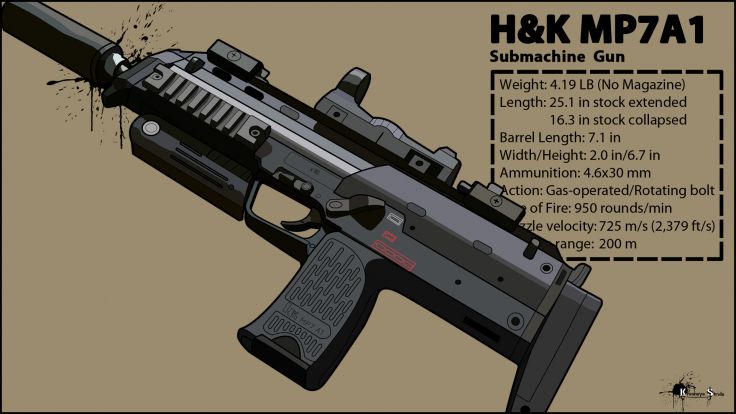 H&K MP7A1
Submachine Gun
Weight: 4.19 LB (No Magazine)
Length: 25.1 in stock extended
16.3 in stock collapsed
Barrel Length: 7.1 in
Width/Height: 2.0 in/6.7 in
Ammunition: 4.6x30 mm
Action: Gas-operated/Rotating bolt
of Fire: 950 rounds/min
velocity: 725 m/s (2,379 ft/s)
range: 200 m
MP7 A1